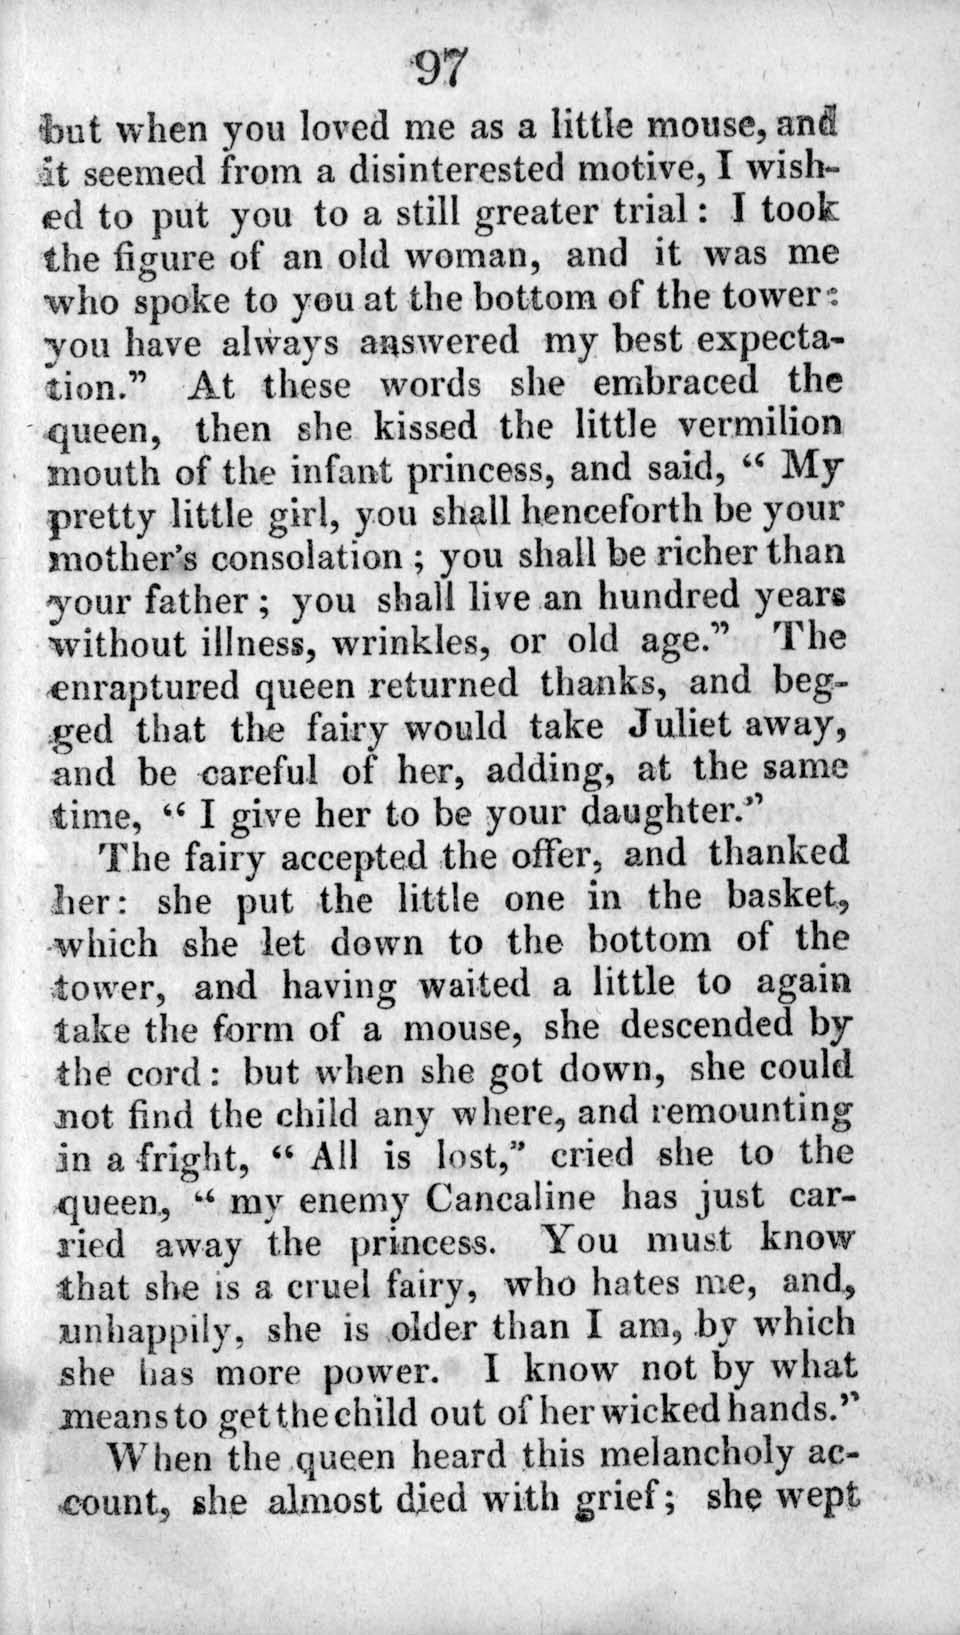 97
but when you loved me as a little mouse, and
it seemed from a disinterested motive, I wish-
ed to put you to a still greater trial: I took
the figure of an old woman, and it was me
who spoke to you at the bottom of the tower:
you have always answered my best expecta-
tion." At these words she embraced the
queen, then she kissed the little vermilion
mouth of the infant princess, and said, " My
pretty little girl, you shall henceforth be your
mother's consolation ; you shall be richer than
your father ; you shall live an hundred years
without illness, wrinkles, or old age." The
enraptured queen returned thanks, and beg-
ged that the fairy would take Juliet away,
and be careful of her, adding, at the same
time, " I give her to be your daughter."
The fairy accepted the offer, and thanked
her: she put the little one in the basket,
which she let down to the bottom of the
tower, and having waited a little to again
take the form of a mouse, she descended by
the cord: but when she got down, she could
not find the child any where, and remounting
in a fright, " All is lost," cried she to the
queen, " my enemy Cancaline has just car-
ried away the princess. You must know
that she is a cruel fairy, who hates me, and,
unhappily, she is older than I am, by which
she has more power. I know not by what
means to get the child out of her wicked hands."
When the queen heard this melancholy ac-
count, she almost died with grief; she wept